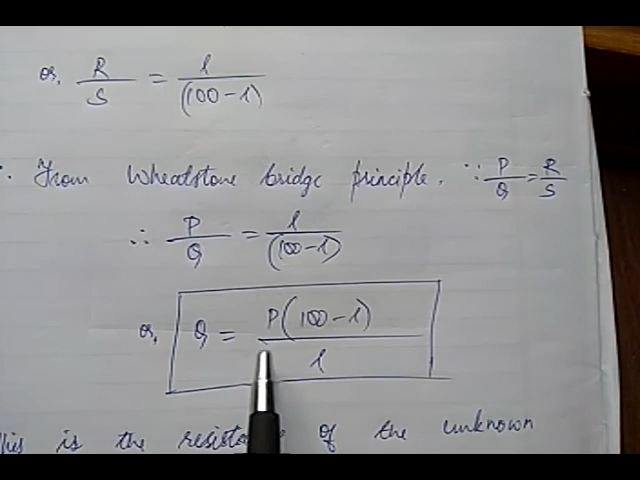 or, R/S = l/(100-l)
∴ From Wheatstone bridge principle. ∵ P/Q = R/S
∴ P/Q = l/(100-l)
or, Q = P(100-l)/l
This is the resistance of the unknown